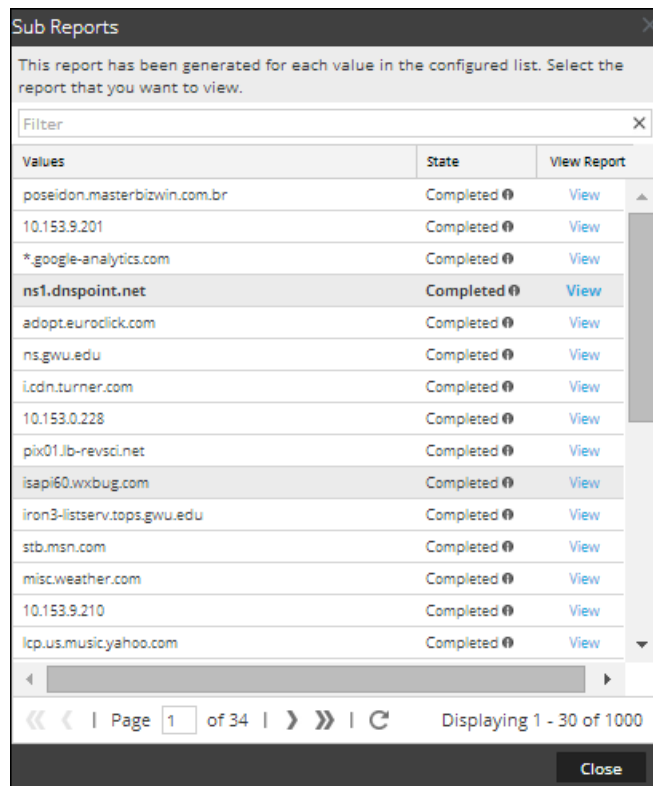 Sub Reports
This report has been generated for each value in the configured list. Select the
report that you want to view.
Filter
Values State View Report
poseidon.masterbizwin.com.br Completed View
10.153.9.201 Completed View
*.google-analytics.com Completed View
ns1.dnspoint.net Completed View
adopt.euroclick.com Completed View
ns.gwu.edu Completed View
i.cdn.turner.com Completed View
10.153.0.228 Completed View
pix01.lb-revsci.net Completed View
isapi60.wxbug.com Completed View
iron3-listserv.tops.gwu.edu Completed View
stb.msn.com Completed View
misc.weather.com Completed View
10.153.9.210 Completed View
lcp.us.music.yahoo.com Completed View
| Page 1 of 34 | | Displaying 1 - 30 of 1000
Close